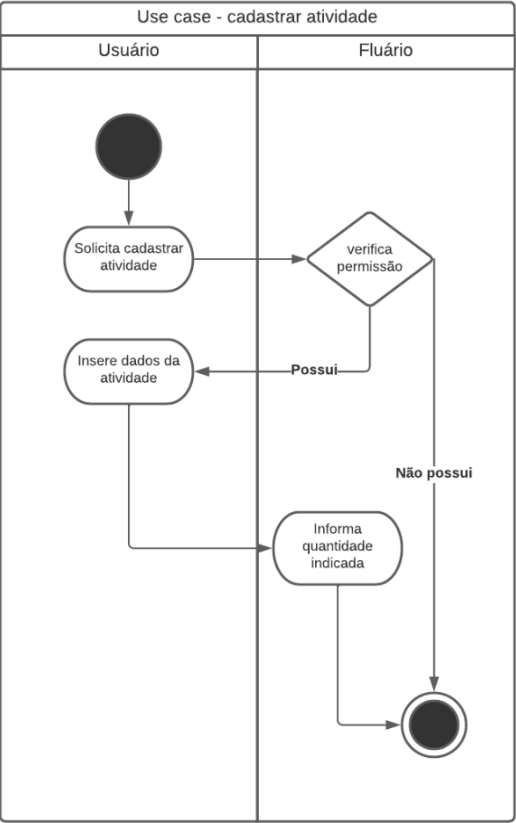 Use case - cadastrar atividade
Usuário
Fluário
Solicita cadastrar
atividade
verifica
permissão
Insere dados da
atividade
Possui
Não possui
Informa
quantidade
indicada